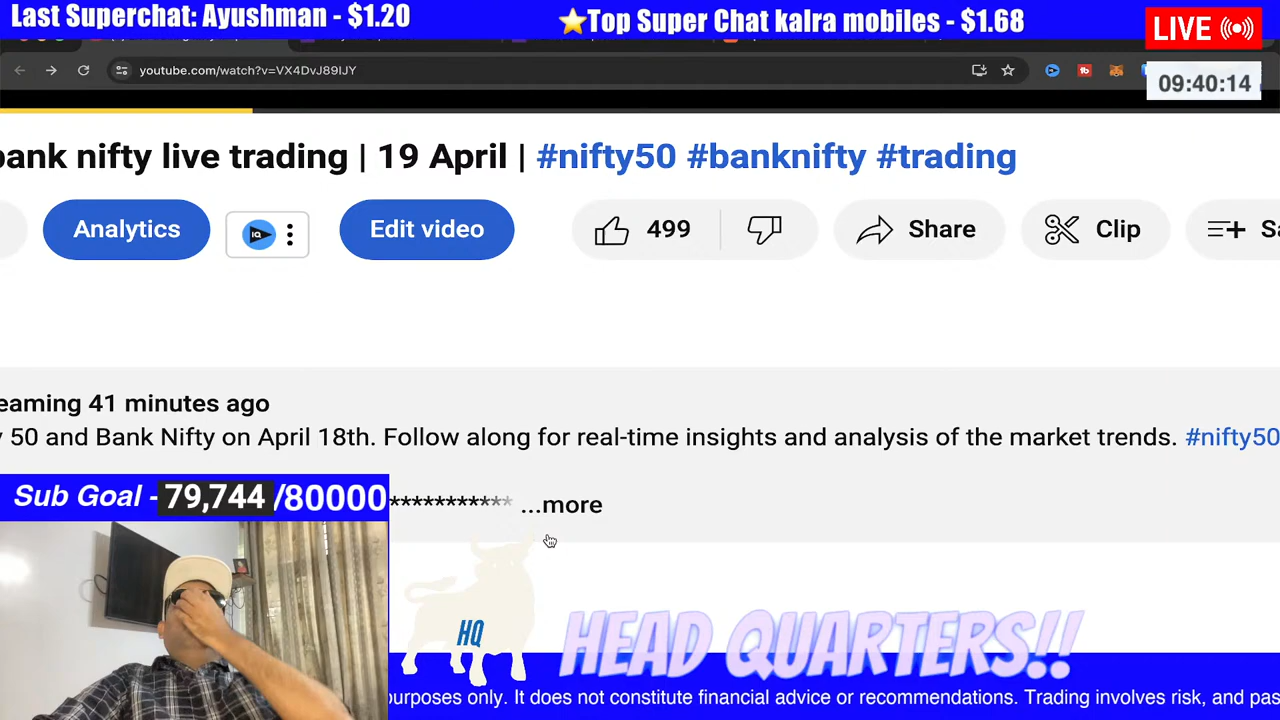 Last Superchat: Ayushman - $1.20
⭐Top Super Chat kalra mobiles - $1.68
LIVE
youtube.com/watch?v=VX4DvJ89IJY
09:40:14
bank nifty live trading | 19 April | #nifty50 #banknifty #trading
Analytics
Edit video
499
Share
Clip
Sa
eaming 41 minutes ago
y 50 and Bank Nifty on April 18th. Follow along for real-time insights and analysis of the market trends. #nifty50
Sub Goal - 79,744 /80000
*********** ...more
HQ
HEAD QUARTERS!!
urposes only. It does not constitute financial advice or recommendations. Trading involves risk, and pas